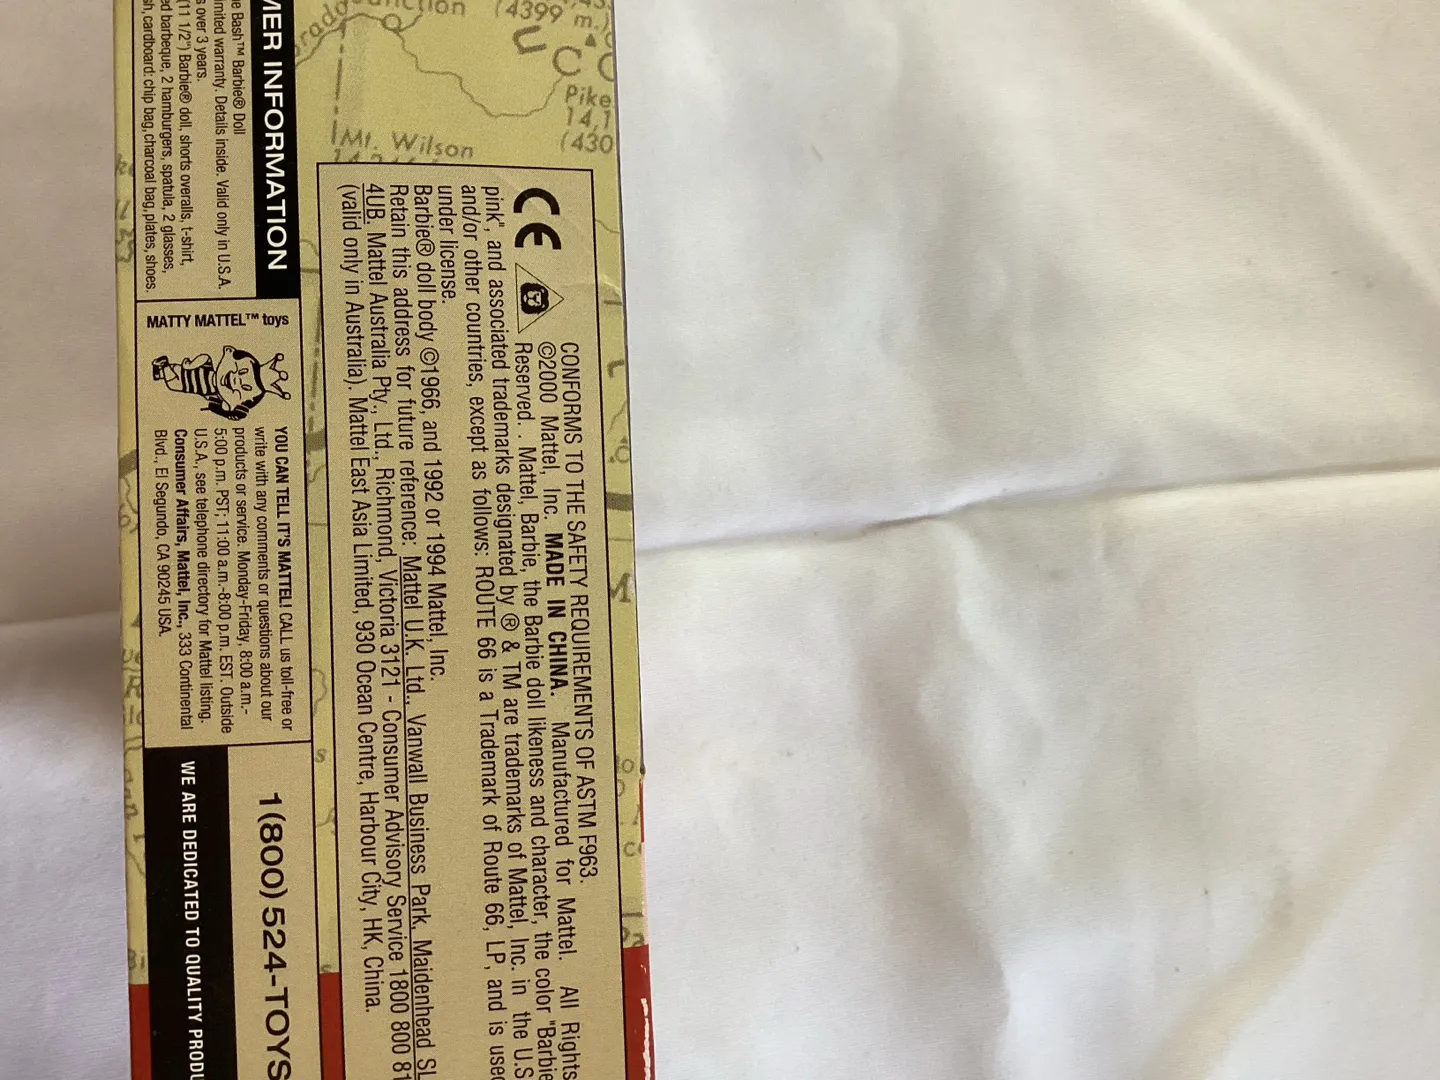 CONFORMS TO THE SAFETY REQUIREMENTS OF ASTM F963.
©2000 Mattel, Inc. MADE IN CHINA. Manufactured for Mattel. All Rights
Reserved. . Mattel, Barbie, the Barbie doll likeness and character, the color "Barbie
pink", and associated trademarks designated by ® & TM are trademarks of Mattel, Inc. in the U.S
and/or other countries, except as follows: ROUTE 66 is a Trademark of Route 66, LP, and is used
under license.
Barbie® doll body ©1966, and 1992 or 1994 Mattel, Inc.
Retain this address for future reference: Mattel U.K. Ltd., Vanwall Business Park, Maidenhead SL
4UB. Mattel Australia Pty., Ltd., Richmond, Victoria 3121 - Consumer Advisory Service 1800 800 81
(valid only in Australia). Mattel East Asia Limited, 930 Ocean Centre, Harbour City, HK, China.
MER INFORMATION
e Bash™ Barbie® Doll
imited warranty. Details inside. Valid only in U.S.A.
s over 3 years.
(11 1/2") Barbie® doll, shorts overalls, t-shirt,
ed barbeque, 2 hamburgers, spatula, 2 glasses,
sh, cardboard: chip bag, charcoal bag, plates, shoes.
MATTY MATTEL™ toys
YOU CAN TELL IT'S MATTEL! CALL us toll-free or
write with any comments or questions about our
products or service. Monday-Friday, 8:00 a.m.-
5:00 p.m. PST; 11:00 a.m.-8:00 p.m. EST. Outside
U.S.A., see telephone directory for Mattel listing.
Consumer Affairs, Mattel, Inc., 333 Continental
Blvd., El Segundo, CA 90245 USA.
1(800) 524-TOYS
WE ARE DEDICATED TO QUALITY PRODU
(4399 m.)
Pike
14,1
(430
Mt. Wilson